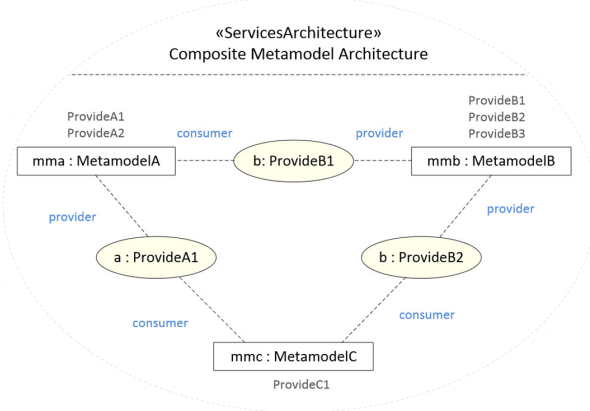 «ServicesArchitecture»
Composite Metamodel Architecture
ProvideA1
ProvideA2
ProvideB1
ProvideB2
ProvideB3
consumer
provider
mma : MetamodelA
b: ProvideB1
mmb : MetamodelB
provider
provider
a : ProvideA1
b : ProvideB2
consumer
consumer
mmc : MetamodelC
ProvideC1